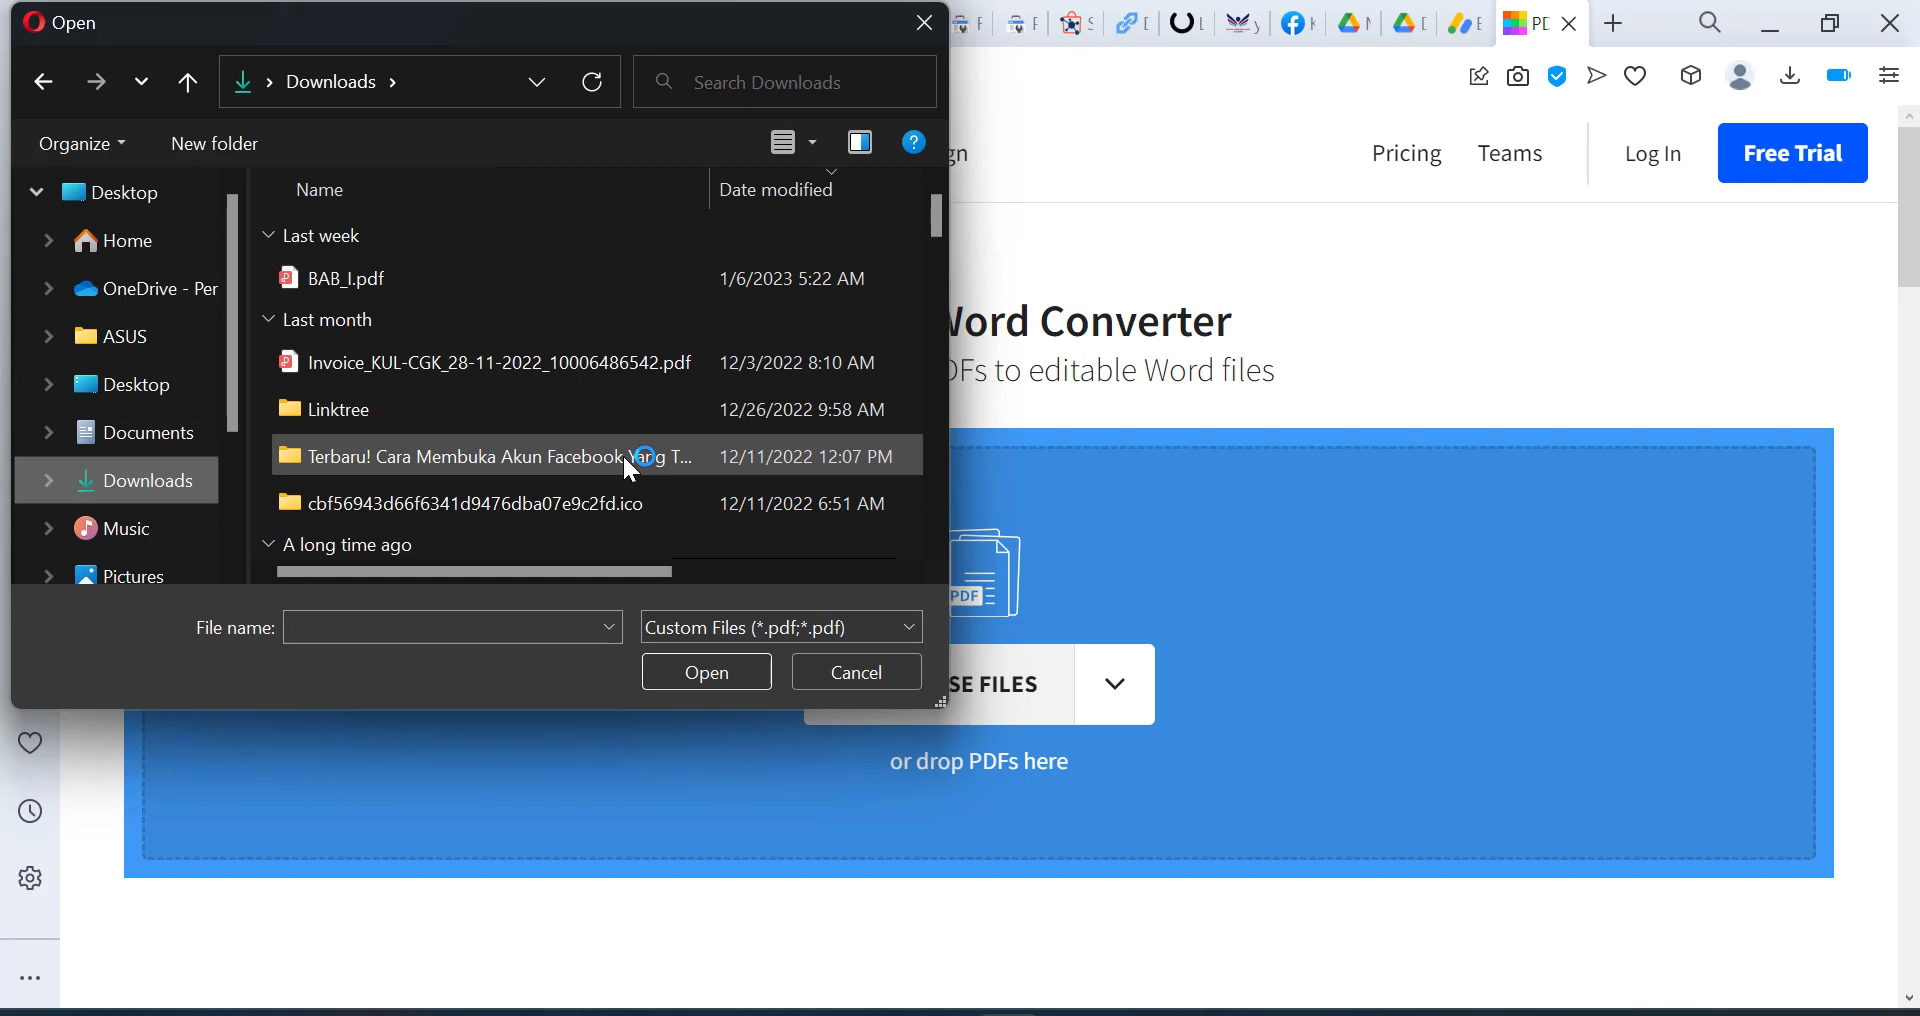 Open
Downloads
Search Downloads
Organize
New folder
Name
Date modified
Desktop
Home
OneDrive - Per
ASUS
Desktop
Documents
Downloads
Music
Pictures
Last week
BAB_I.pdf 1/6/2023 5:22 AM
Last month
Invoice_KUL-CGK_28-11-2022_10006486542.pdf 12/3/2022 8:10 AM
Linktree 12/26/2022 9:58 AM
Terbaru! Cara Membuka Akun Facebook Yang T... 12/11/2022 12:07 PM
cbf56943d66f6341d9476dba07e9c2fd.ico 12/11/2022 6:51 AM
A long time ago
File name:
Custom Files (*.pdf;*.pdf)
Open
Cancel
PD
gn
Pricing
Teams
Log In
Free Trial
Word Converter
DFs to editable Word files
PDF
SE FILES
or drop PDFs here